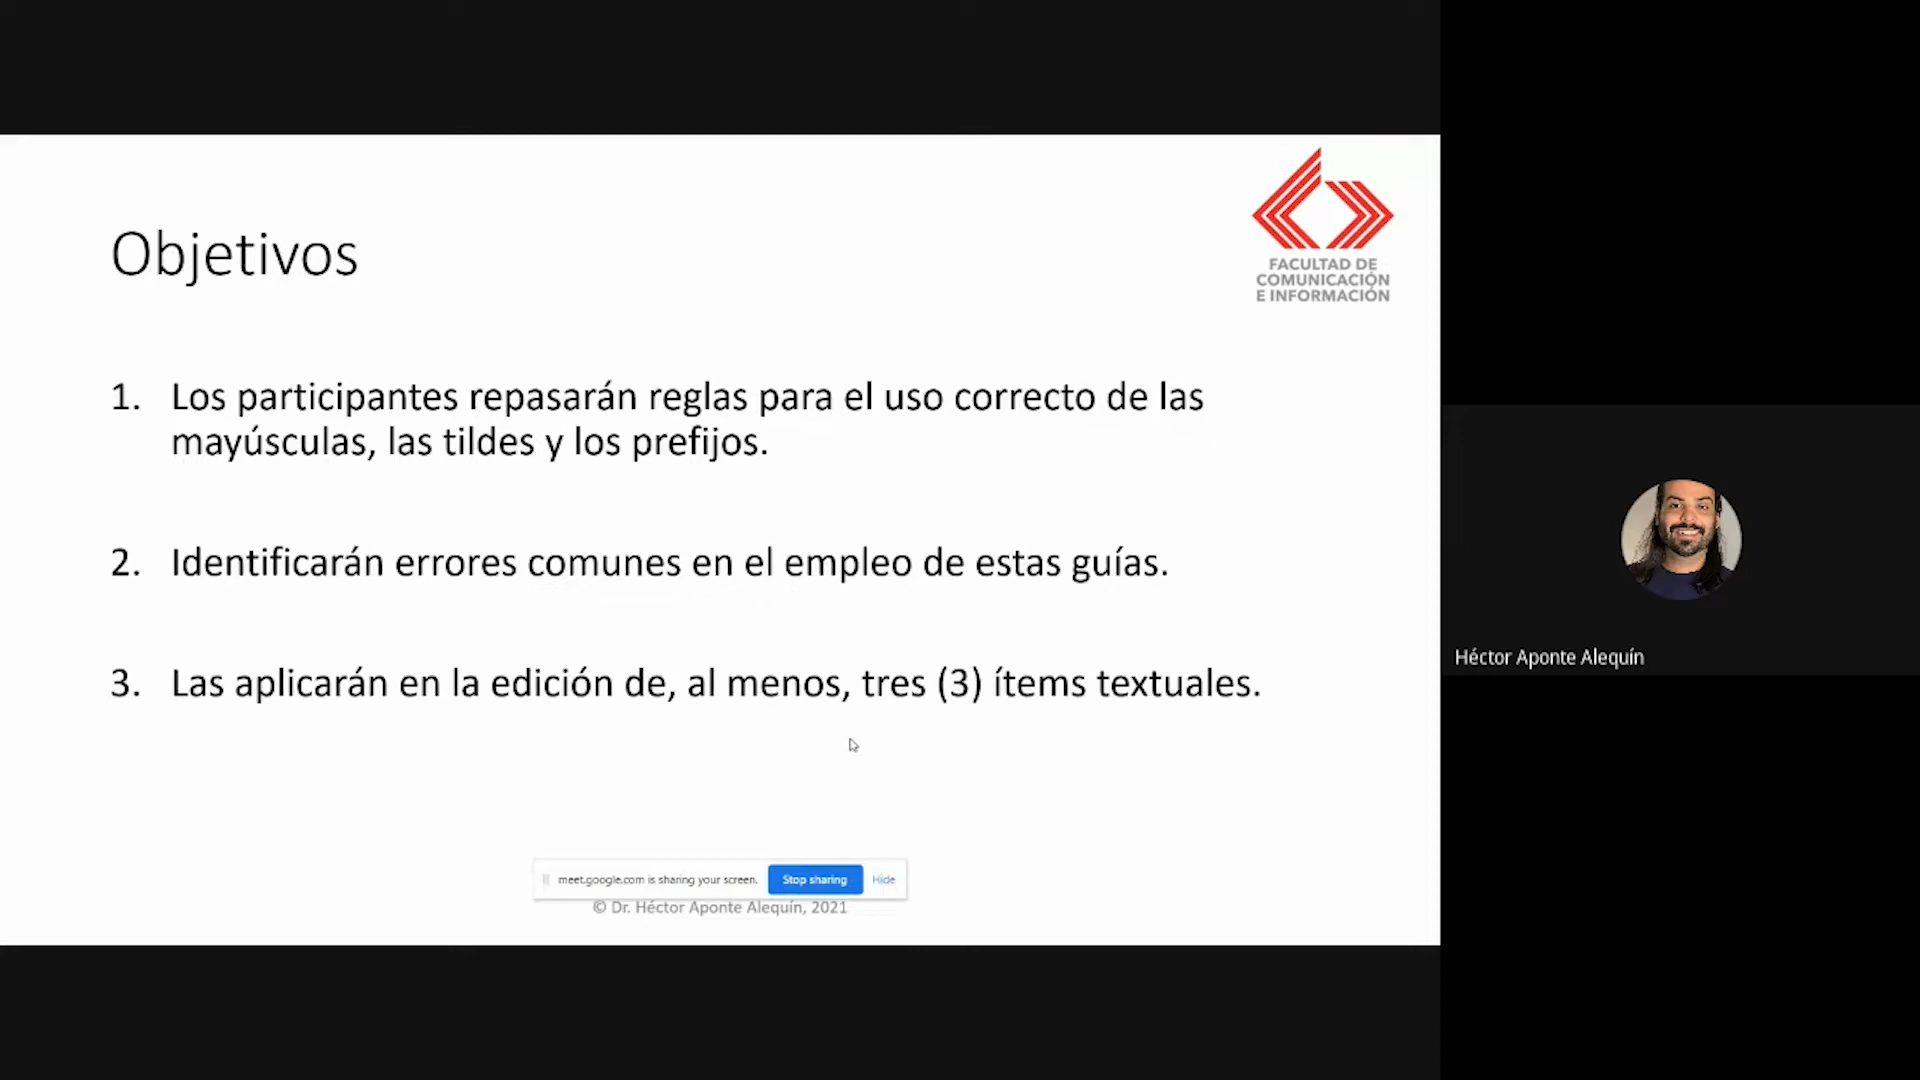 Objetivos
FACULTAD DE
COMUNICACIÓN
E INFORMACIÓN
1. Los participantes repasarán reglas para el uso correcto de las
mayúsculas, las tildes y los prefijos.
2. Identificarán errores comunes en el empleo de estas guías.
3. Las aplicarán en la edición de, al menos, tres (3) ítems textuales.
meet.google.com is sharing your screen. Stop sharing Hide
© Dr. Héctor Aponte Alequín, 2021
Héctor Aponte Alequín